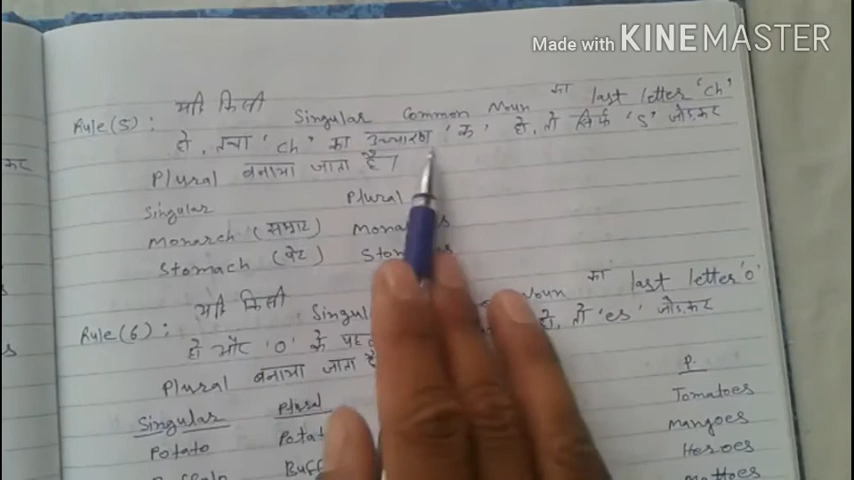 Made with KINEMASTER
Rule(5): यदि किसी Singular Common Noun का last letter 'ch'
हो, तथा 'ch' का उच्चारण 'क' हो, तो सिर्फ 's' जोड़कर
Plural बनाया जाता है।
Singular Plural
Monarch (सम्राट)
Stomach (पेट)
Rule(6): यदि किसी Noun का last letter 'o'
हो और 'o' के हो, तो 'es' जोड़कर
Plural बनाया जाता है
Singular Plural P.
Potato Tomatoes
Mangoes
Heroes
Mottoes